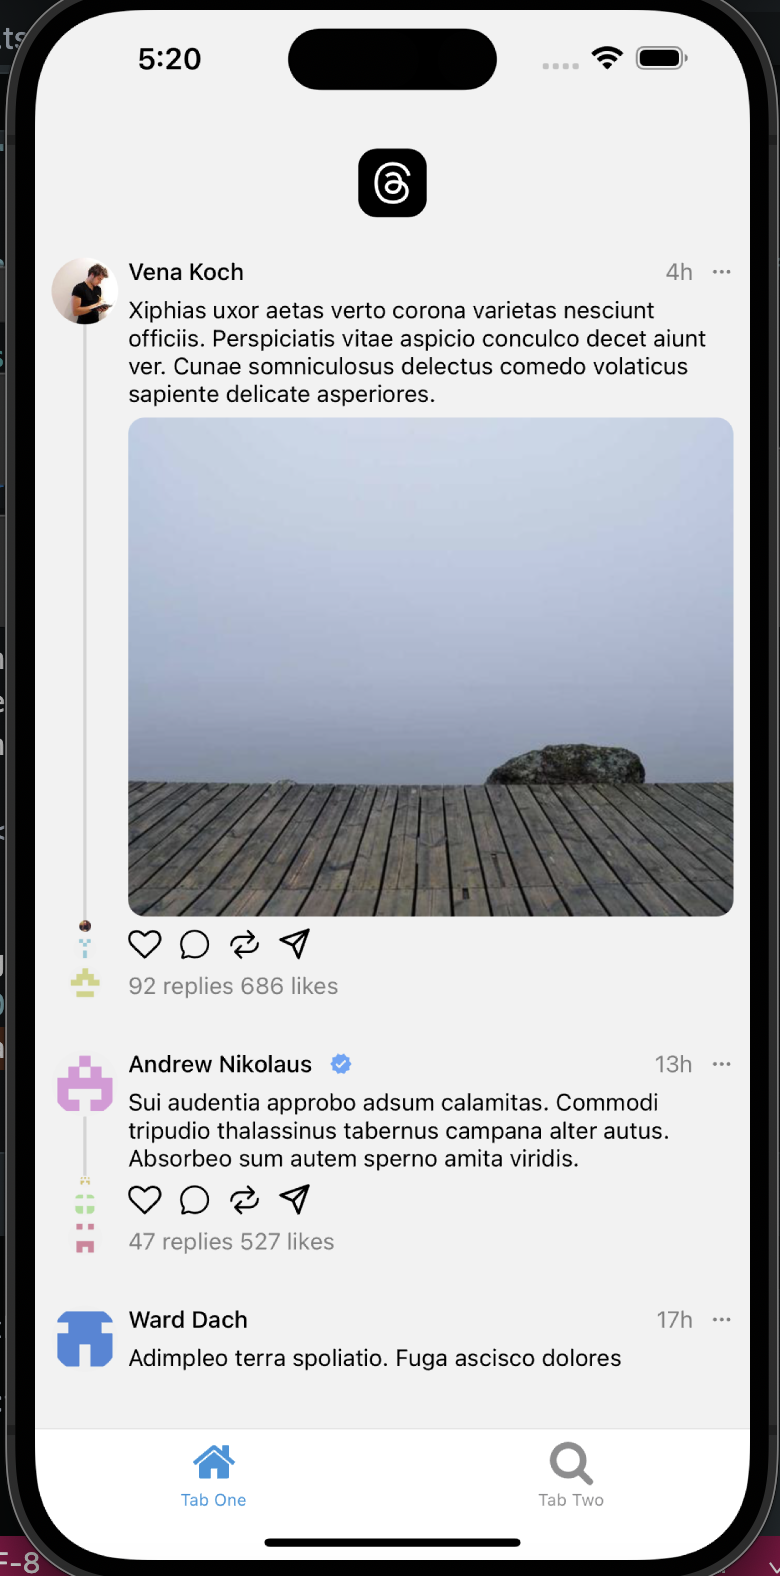 .ts
5:20
Vena Koch
4h
Xiphias uxor aetas verto corona varietas nesciunt
officiis. Perspiciatis vitae aspicio conculco decet aiunt
ver. Cunae somniculosus delectus comedo volaticus
sapiente delicate asperiores.
92 replies 686 likes
Andrew Nikolaus
13h
Sui audentia approbo adsum calamitas. Commodi
tripudio thalassinus tabernus campana alter autus.
Absorbeo sum autem sperno amita viridis.
47 replies 527 likes
Ward Dach
17h
Adimpleo terra spoliatio. Fuga ascisco dolores
Tab One
Tab Two
F-8